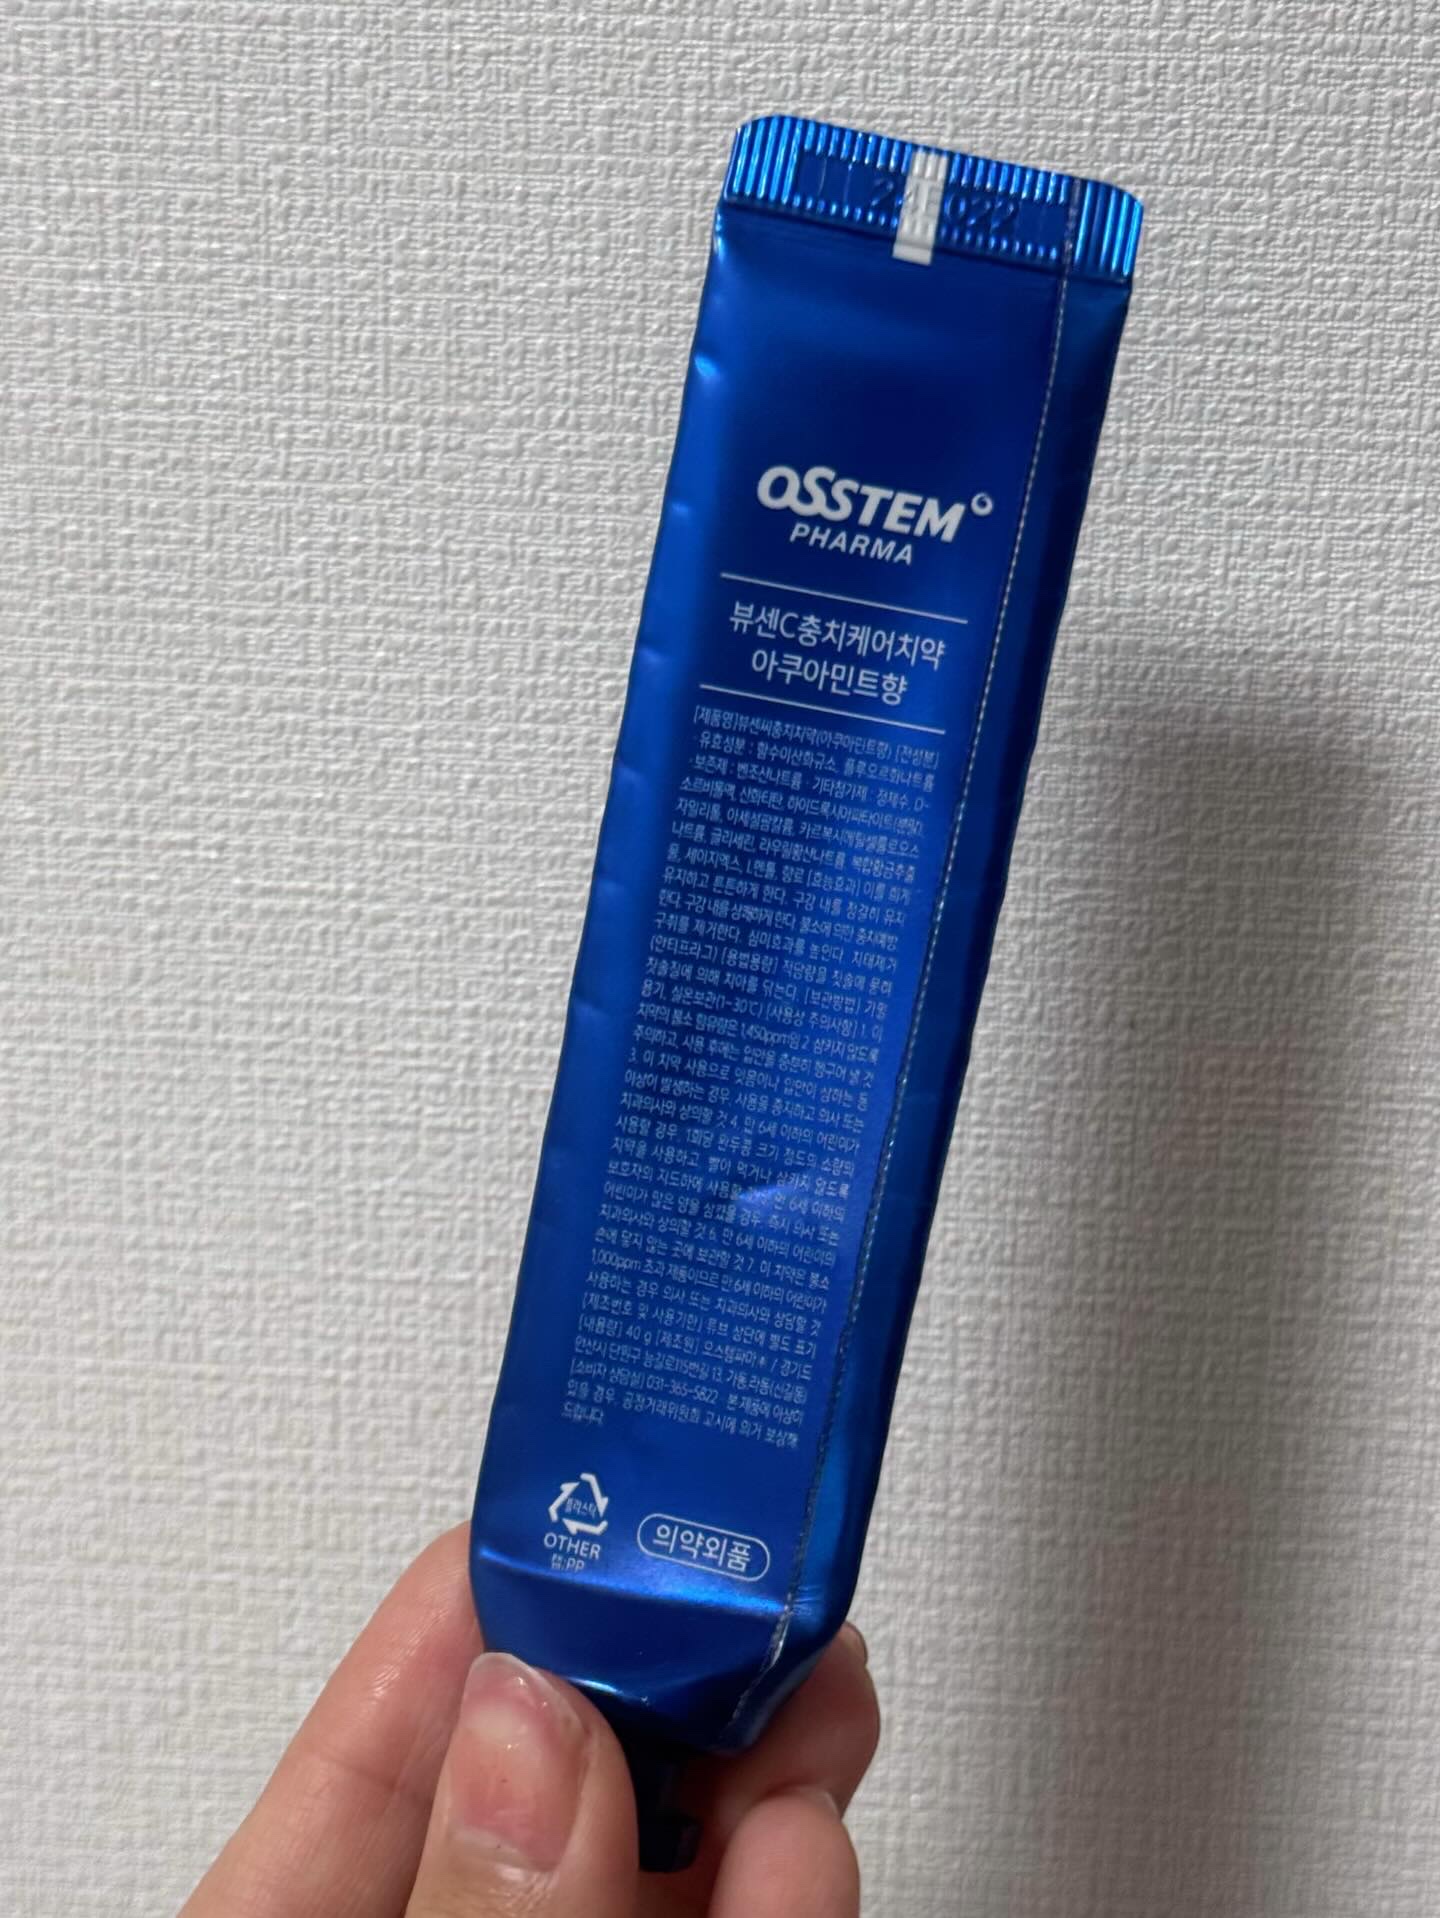 022
OSSTEM
PHARMA
뷰센C충치케어치약
아쿠아민트향
[제품명]뷰센씨충치치약(아쿠아민트향) [전성분]
· 유효성분 : 함수이산화규소, 플루오르화나트륨
· 보존제 : 벤조산나트륨 · 기타첨가제 : 정제수, D-
소르비톨액, 산화티탄, 하이드록시아파타이트(분말),
자일리톨, 아세설팜칼륨, 카르복시메틸셀룰로오스
나트륨, 글리세린, 라우릴황산나트륨, 복합황금추출
물, 세이지엑스, L멘톨, 향료 [효능효과] 이를 희게
유지하고 튼튼하게 한다. 구강 내를 청결히 유지
한다. 구강 내를 상쾌하게 한다. 불소에 의한 충치예방.
구취를 제거한다. 심미효과를 높인다. 치태제거
(안티프라그) [용법용량] 적당량을 칫솔에 묻혀
칫솔질에 의해 치아를 닦는다. [보관방법] 기밀
용기, 실온보관(1~30℃) [사용상 주의사항] 1. 이
치약의 불소 함유량은 1,450ppm임 2. 삼키지 않도록
주의하고, 사용 후에는 입안을 충분히 헹구어 낼 것
3. 이 치약 사용으로 잇몸이나 입안이 상하는 등
이상이 발생하는 경우, 사용을 중지하고 의사 또는
치과의사와 상의할 것 4. 만 6세 이하의 어린이가
사용할 경우, 1회당 완두콩 크기 정도의 소량의
치약을 사용하고, 빨아 먹거나 삼키지 않도록
보호자의 지도하에 사용할 만 6세 이하의
어린이가 많은 양을 삼켰을 경우, 즉시 의사 또는
치과의사와 상의할 것 6. 만 6세 이하의 어린이의
손에 닿지 않는 곳에 보관할 것 7. 이 치약은 불소
1,000ppm 초과 제품이므로 만 6세 이하의 어린이가
사용하는 경우 의사 또는 치과의사와 상담할 것
[제조번호 및 사용기한] 튜브 상단에 별도 표기
[내용량] 40 g [제조원] 오스템파마㈜ / 경기도
안산시 단원구 능길로115번길 13, 가동,라동(신길동)
[소비자 상담실] 031-365-5822 본 제품에 이상이
있을 경우, 공정거래위원회 고시에 의거 보상해
드립니다.
플라스틱
OTHER
캡:PP
의약외품